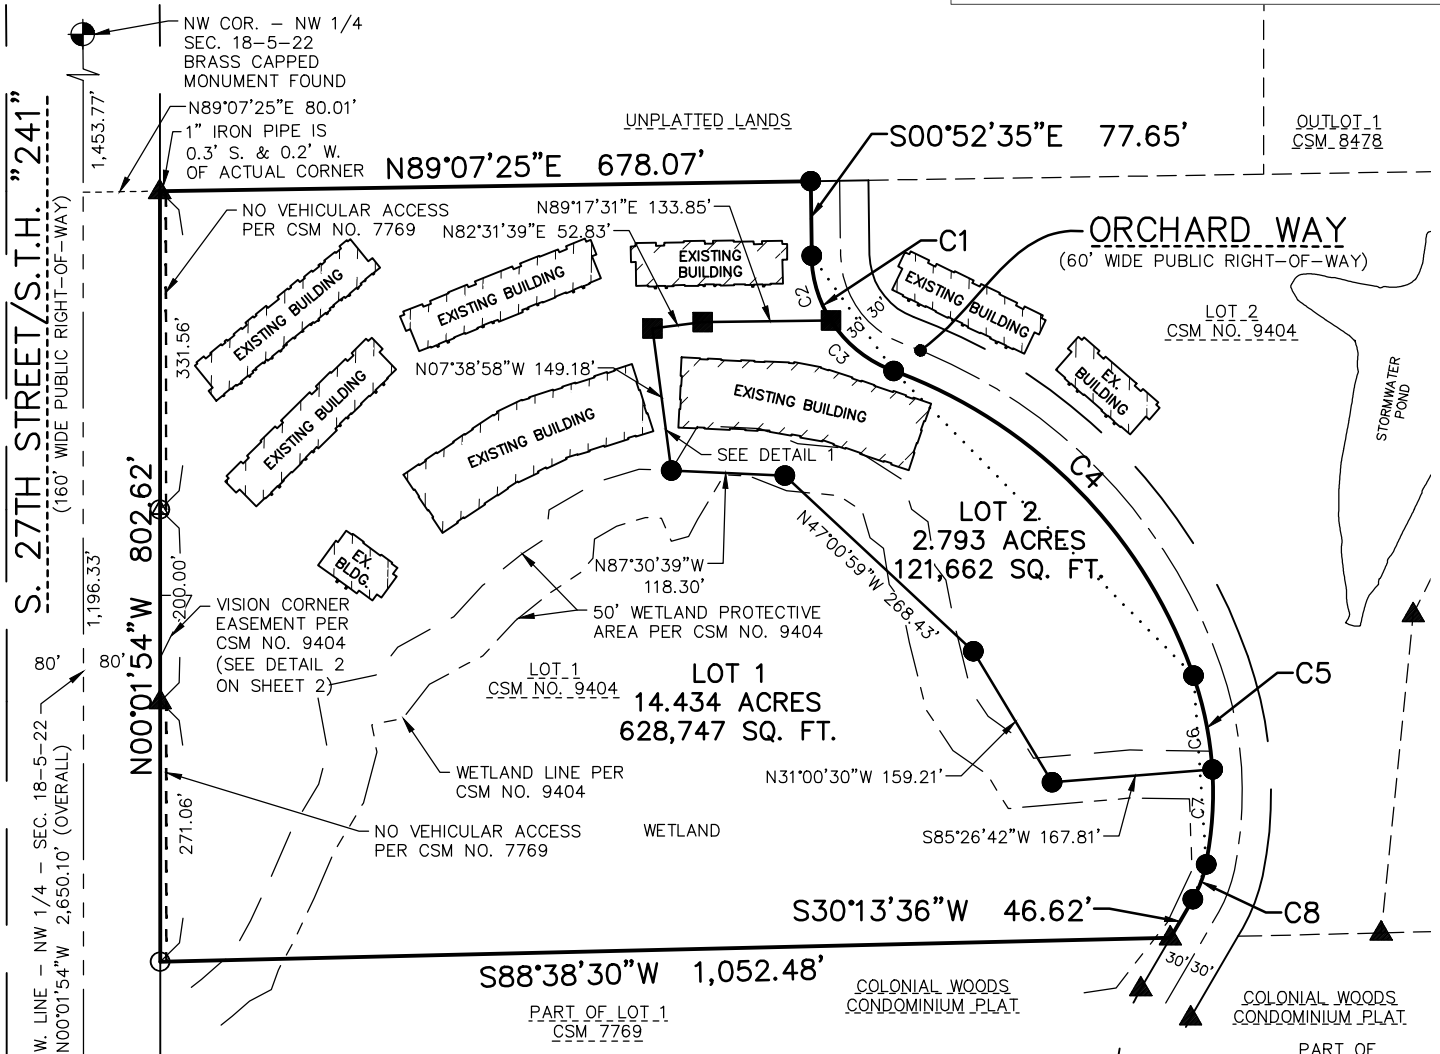 NW COR. – NW 1/4
SEC. 18–5–22
BRASS CAPPED
MONUMENT FOUND
N89°07'25"E 80.01'
1" IRON PIPE IS
0.3' S. & 0.2' W.
OF ACTUAL CORNER
1,453.77'
N89°07'25"E 678.07'
UNPLATTED LANDS
S00°52'35"E 77.65'
OUTLOT 1
CSM 8478
S. 27TH STREET/S.T.H. "241"
(160' WIDE PUBLIC RIGHT–OF–WAY)
NO VEHICULAR ACCESS
PER CSM NO. 7769
N89°17'31"E 133.85'
N82°31'39"E 52.83'
C1
ORCHARD WAY
(60' WIDE PUBLIC RIGHT–OF–WAY)
LOT 2
CSM NO. 9404
EXISTING BUILDING
EXISTING BUILDING
EXISTING
BUILDING
EXISTING BUILDING
EX.
BUILDING
C2
30' 30'
C3
331.56'
N07°38'58"W 149.18'
EXISTING BUILDING
EXISTING BUILDING
EXISTING BUILDING
STORMWATER
POND
SEE DETAIL 1
C4
LOT 2
2.793 ACRES
121,662 SQ. FT.
N00°01'54"W 802.62'
EX.
BLDG.
N87°30'39"W
118.30'
N47°00'59"W 268.43'
1,196.33'
200.00'
VISION CORNER
EASEMENT PER
CSM NO. 9404
(SEE DETAIL 2
ON SHEET 2)
50' WETLAND PROTECTIVE
AREA PER CSM NO. 9404
80' 80'
LOT 1
CSM NO. 9404
LOT 1
14.434 ACRES
628,747 SQ. FT.
C5
C6
N31°00'30"W 159.21'
WETLAND LINE PER
CSM NO. 9404
C7
W. LINE – NW 1/4 – SEC. 18–5–22
N00°01'54"W 2,650.10' (OVERALL)
271.06'
NO VEHICULAR ACCESS
PER CSM NO. 7769
WETLAND
S85°26'42"W 167.81'
S30°13'36"W 46.62'
C8
30' 30'
S88°38'30"W 1,052.48'
PART OF LOT 1
CSM 7769
COLONIAL WOODS
CONDOMINIUM PLAT
COLONIAL WOODS
CONDOMINIUM PLAT
PART OF